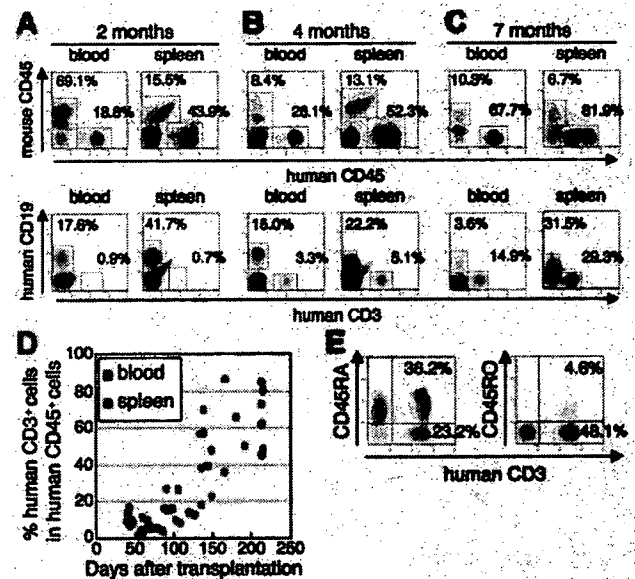 A B C
2 months 4 months 7 months
blood spleen blood spleen blood spleen
69.1% 15.5% 8.4% 13.1% 10.3% 6.7%
18.8% 43.9% 28.1% 52.3% 67.7% 81.9%
mouse CD45
human CD45
blood spleen blood spleen blood spleen
17.6% 41.7% 15.0% 22.2% 3.6% 31.5%
0.9% 0.7% 3.3% 5.1% 14.9% 29.3%
human CD19
human CD3
D E
100
80
60
40
20
0
blood
spleen
% human CD3+ cells
in human CD45+ cells
0 50 100 150 200 250
Days after transplantation
36.2% 4.6%
23.2% 48.1%
CD45RA CD45RO
human CD3